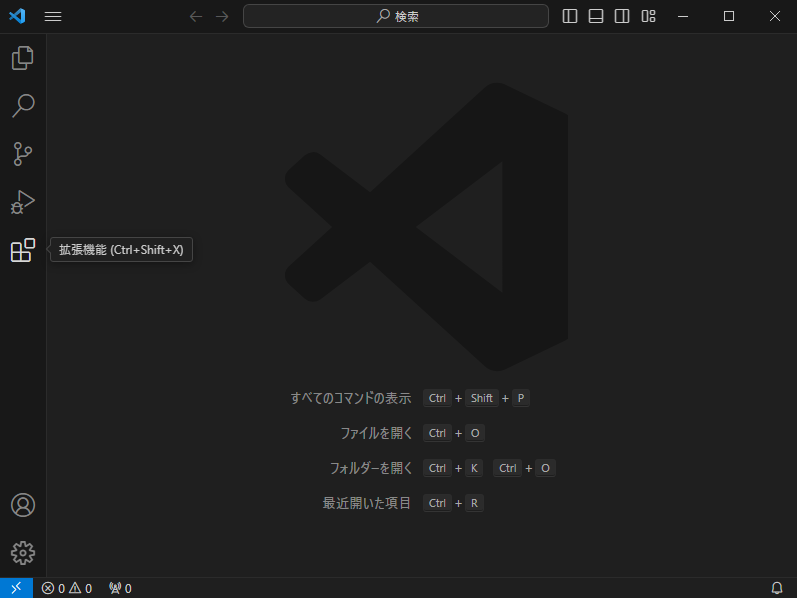 検索
拡張機能 (Ctrl+Shift+X)
すべてのコマンドの表示 Ctrl + Shift + P
ファイルを開く Ctrl + O
フォルダーを開く Ctrl + K Ctrl + O
最近開いた項目 Ctrl + R
0 0 0